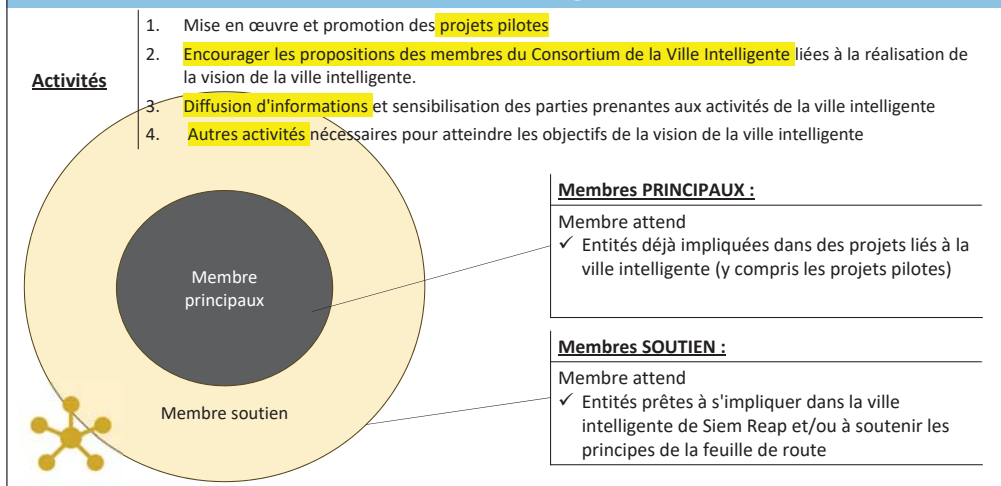 Activités
1. Mise en œuvre et promotion des projets pilotes
2. Encourager les propositions des membres du Consortium de la Ville Intelligente liées à la réalisation de
la vision de la ville intelligente.
3. Diffusion d'informations et sensibilisation des parties prenantes aux activités de la ville intelligente
4. Autres activités nécessaires pour atteindre les objectifs de la vision de la ville intelligente
Membre
principaux
Membre soutien
Membres PRINCIPAUX :
Membre attend
✓ Entités déjà impliquées dans des projets liés à la
ville intelligente (y compris les projets pilotes)
Membres SOUTIEN :
Membre attend
✓ Entités prêtes à s'impliquer dans la ville
intelligente de Siem Reap et/ou à soutenir les
principes de la feuille de route